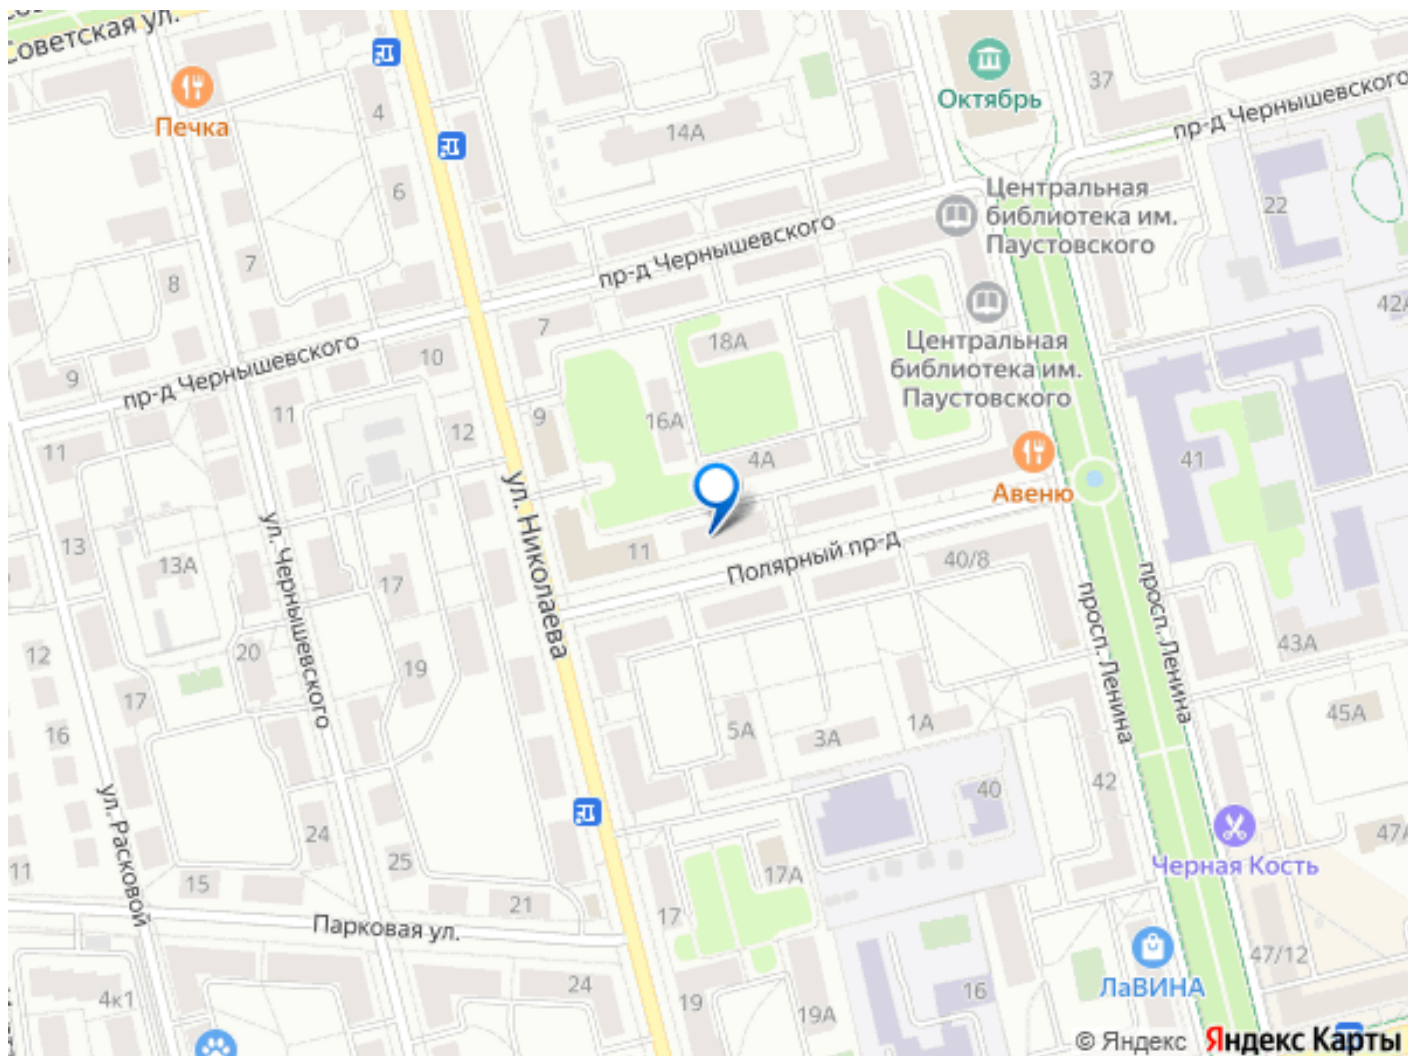 Советская ул.
Печка
4
14А
Октябрь
37
пр-д Чернышевского
6
Центральная
библиотека им.
Паустовского
22
7
8
пр-д Чернышевского
42А
Центральная
библиотека им.
Паустовского
7
18А
10
9
пр-д Чернышевского
11
12
9
16А
11
4А
41
Авеню
ул. Николаева
13
13А
11
Полярный пр-д
40/8
17
ул. Чернышевского
просп. Ленина
просп. Ленина
12
20
19
43А
17
16
5А
3А
1А
45А
42
40
ул. Расковой
24
25
47А
Черная Кость
11
15
17А
21
17
Парковая ул.
47/12
4к1
24
19
19А
16
ЛаВИНА
© Яндекс Яндекс Карты